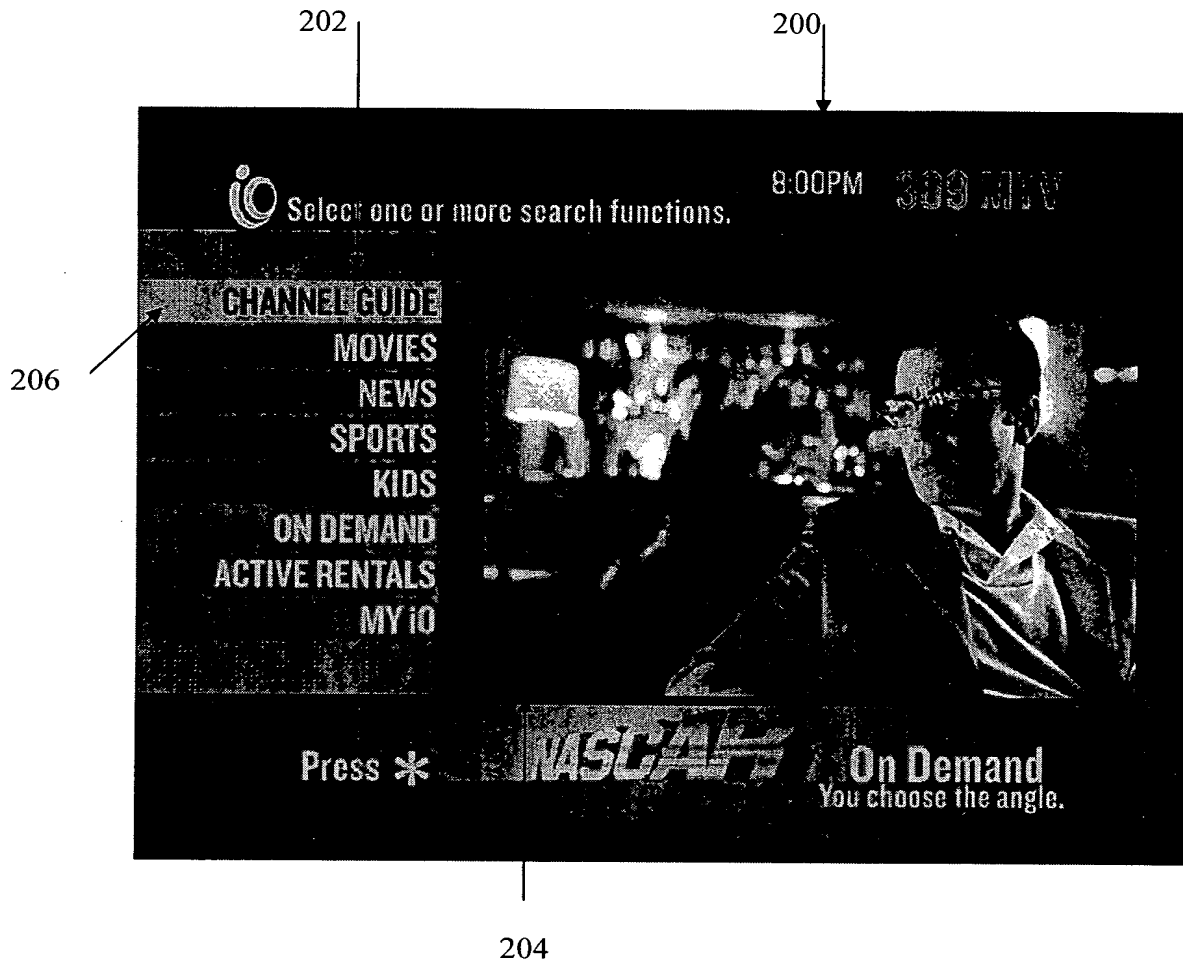 202
200
iO
8:00PM
309 MTV
Select one or more search functions.
CHANNEL GUIDE
MOVIES
NEWS
SPORTS
KIDS
ON DEMAND
ACTIVE RENTALS
MY iO
206
Press *
NASCAR
On Demand
You choose the angle.
204